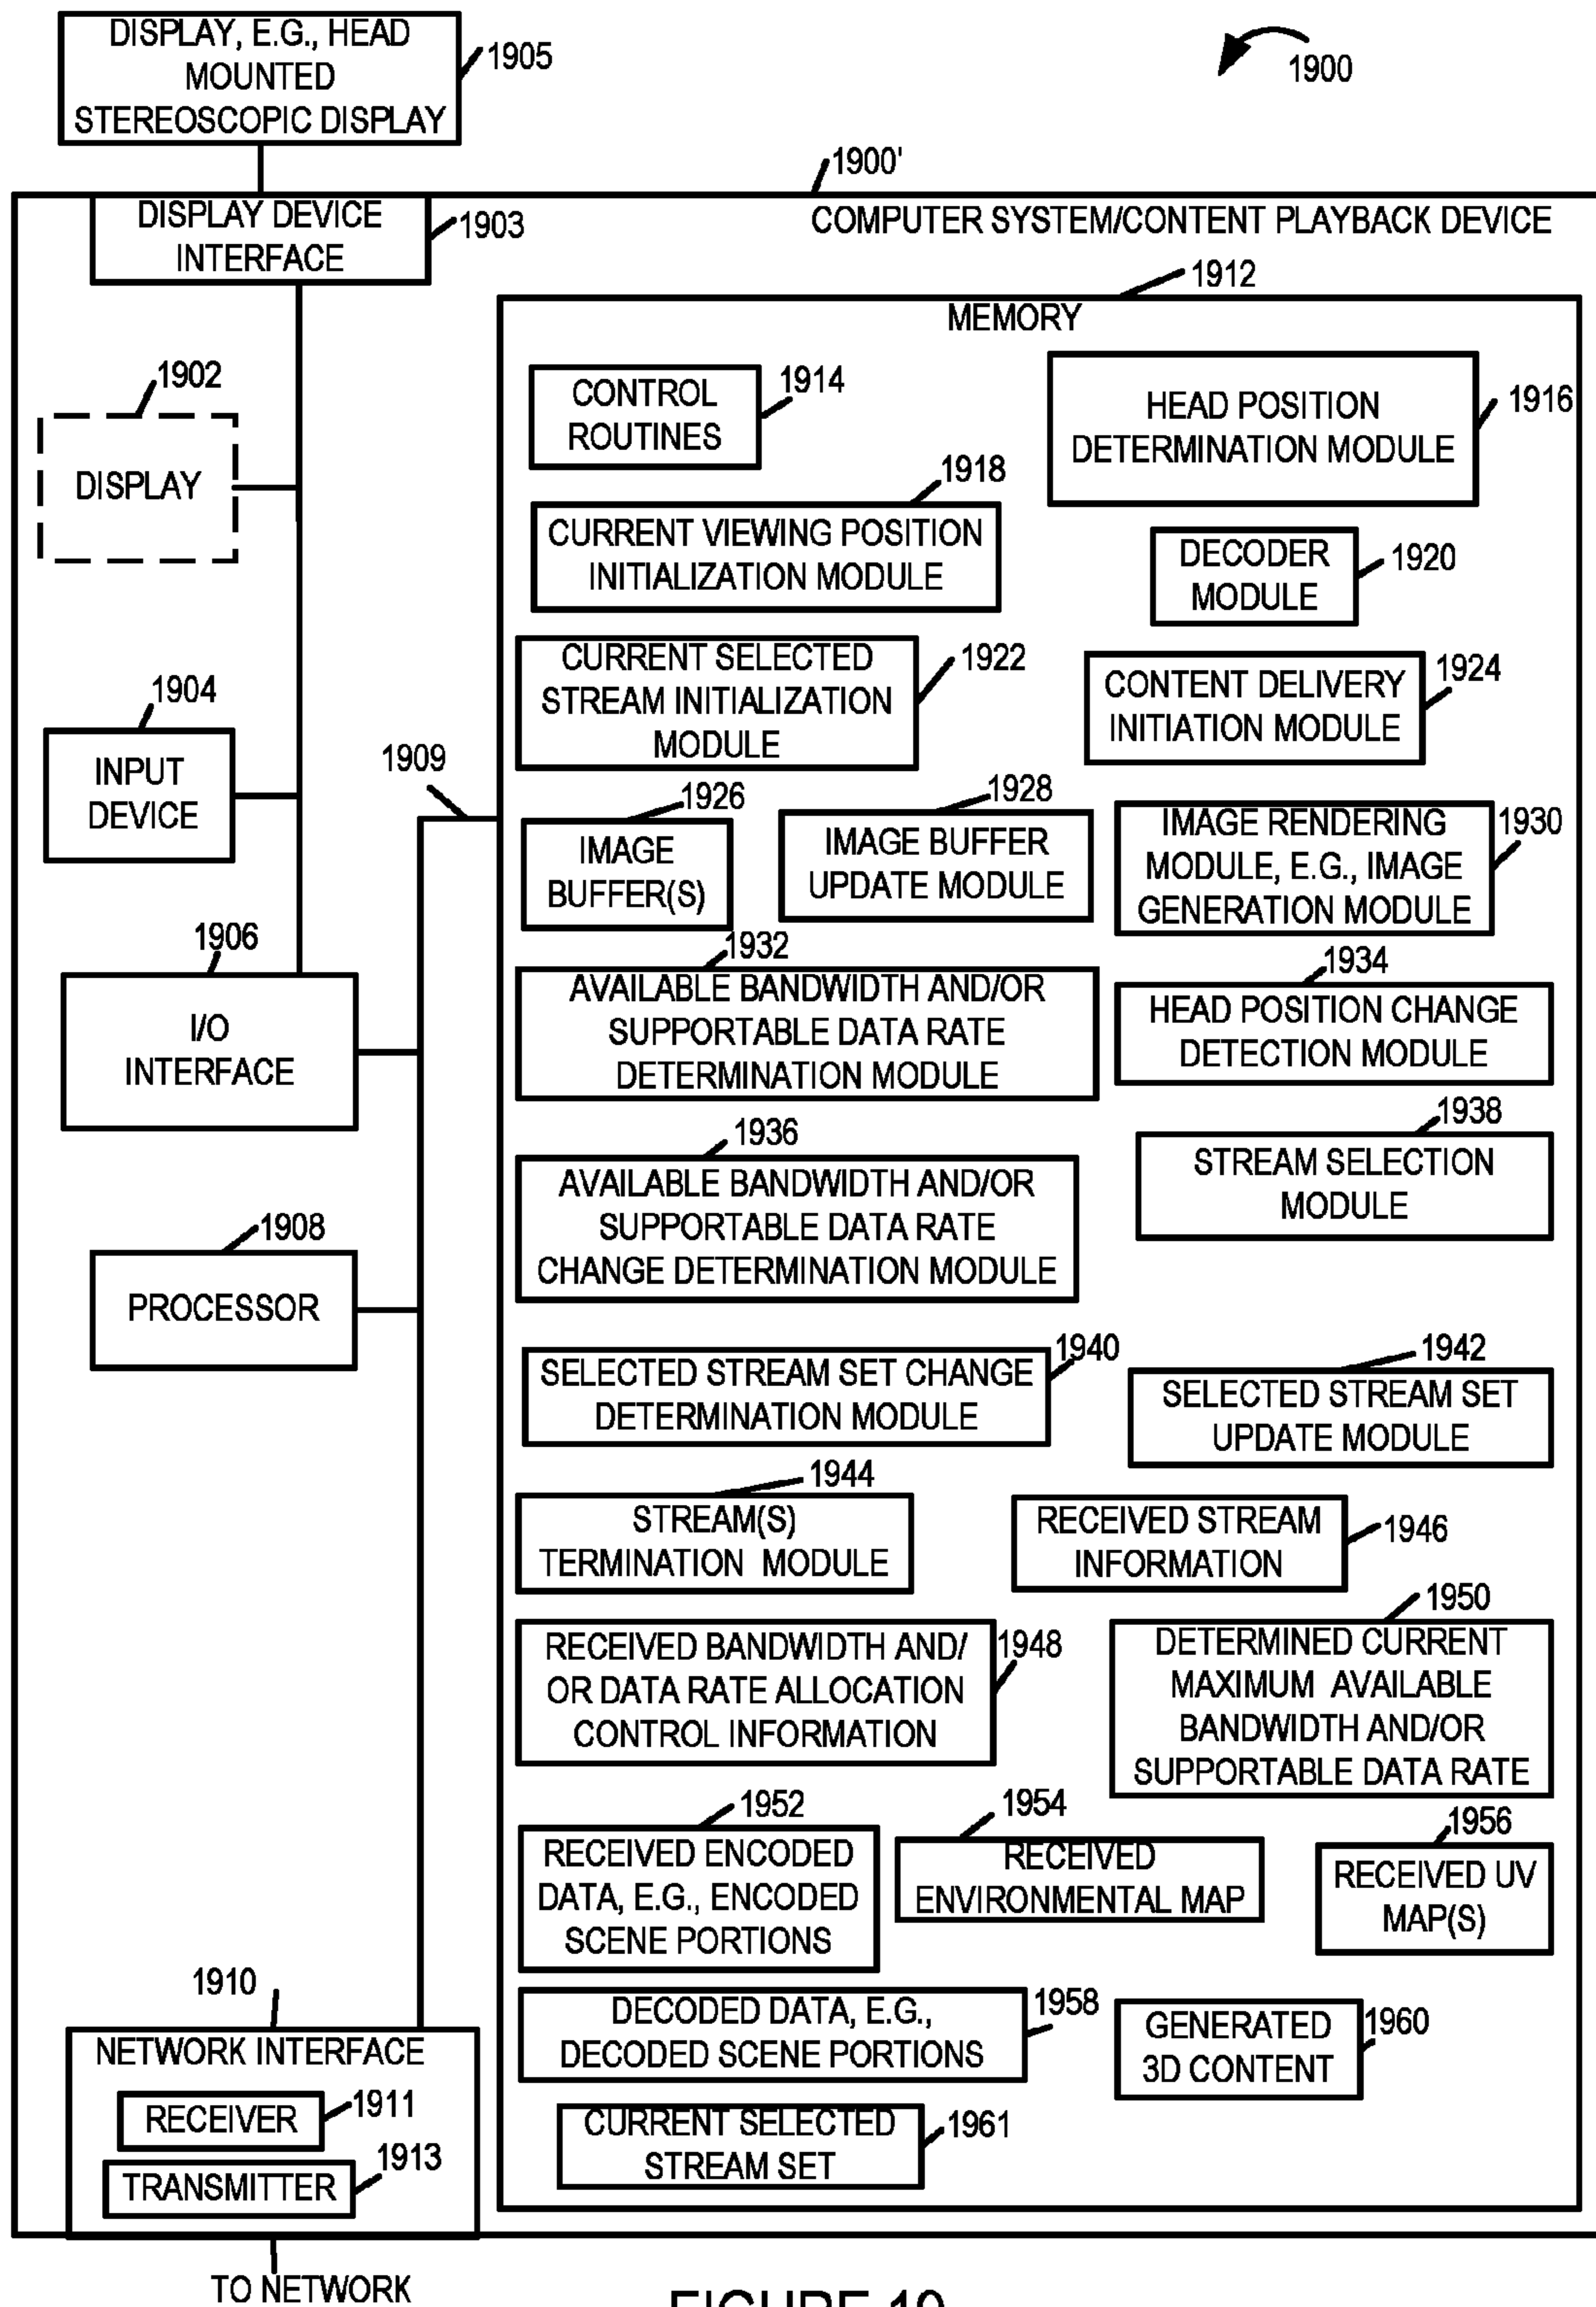 DISPLAY, E.G., HEAD
MOUNTED
STEREOSCOPIC DISPLAY
1905
1900
1900'
DISPLAY DEVICE
INTERFACE
1903
COMPUTER SYSTEM/CONTENT PLAYBACK DEVICE
1912
MEMORY
1902
DISPLAY
1904
INPUT
DEVICE
1909
1906
I/O
INTERFACE
1908
PROCESSOR
1910
NETWORK INTERFACE
RECEIVER
1911
TRANSMITTER
1913
TO NETWORK
CONTROL
ROUTINES
1914
HEAD POSITION
DETERMINATION MODULE
1916
1918
CURRENT VIEWING POSITION
INITIALIZATION MODULE
DECODER
MODULE
1920
CURRENT SELECTED
STREAM INITIALIZATION
MODULE
1922
CONTENT DELIVERY
INITIATION MODULE
1924
1926
IMAGE
BUFFER(S)
1928
IMAGE BUFFER
UPDATE MODULE
IMAGE RENDERING
MODULE, E.G., IMAGE
GENERATION MODULE
1930
1932
AVAILABLE BANDWIDTH AND/OR
SUPPORTABLE DATA RATE
DETERMINATION MODULE
1934
HEAD POSITION CHANGE
DETECTION MODULE
1936
AVAILABLE BANDWIDTH AND/OR
SUPPORTABLE DATA RATE
CHANGE DETERMINATION MODULE
1938
STREAM SELECTION
MODULE
SELECTED STREAM SET CHANGE
DETERMINATION MODULE
1940
1942
SELECTED STREAM SET
UPDATE MODULE
1944
STREAM(S)
TERMINATION MODULE
RECEIVED STREAM
INFORMATION
1946
RECEIVED BANDWIDTH AND/
OR DATA RATE ALLOCATION
CONTROL INFORMATION
1948
1950
DETERMINED CURRENT
MAXIMUM AVAILABLE
BANDWIDTH AND/OR
SUPPORTABLE DATA RATE
1952
RECEIVED ENCODED
DATA, E.G., ENCODED
SCENE PORTIONS
1954
RECEIVED
ENVIRONMENTAL MAP
1956
RECEIVED UV
MAP(S)
DECODED DATA, E.G.,
DECODED SCENE PORTIONS
1958
GENERATED
3D CONTENT
1960
CURRENT SELECTED
STREAM SET
1961
FIGURE 19